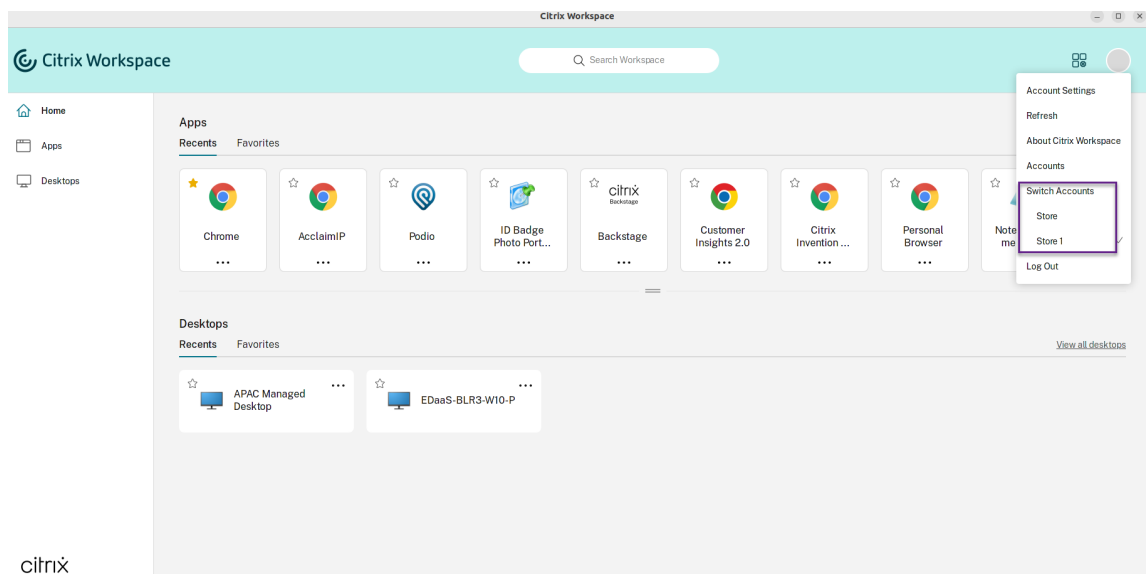 Citrix Workspace
Citrix Workspace
Search Workspace
Account Settings
Refresh
About Citrix Workspace
Accounts
Switch Accounts
Store
Store 1
Log Out
Home
Apps
Desktops
Apps
Recents Favorites
Chrome
AcclaimIP
Podio
ID Badge
Photo Port...
citrix
Backstage
Backstage
Customer
Insights 2.0
Citrix
Invention ...
Personal
Browser
Note
me
Desktops
Recents Favorites
View all desktops
APAC Managed
Desktop
EDaaS-BLR3-W10-P
citrix